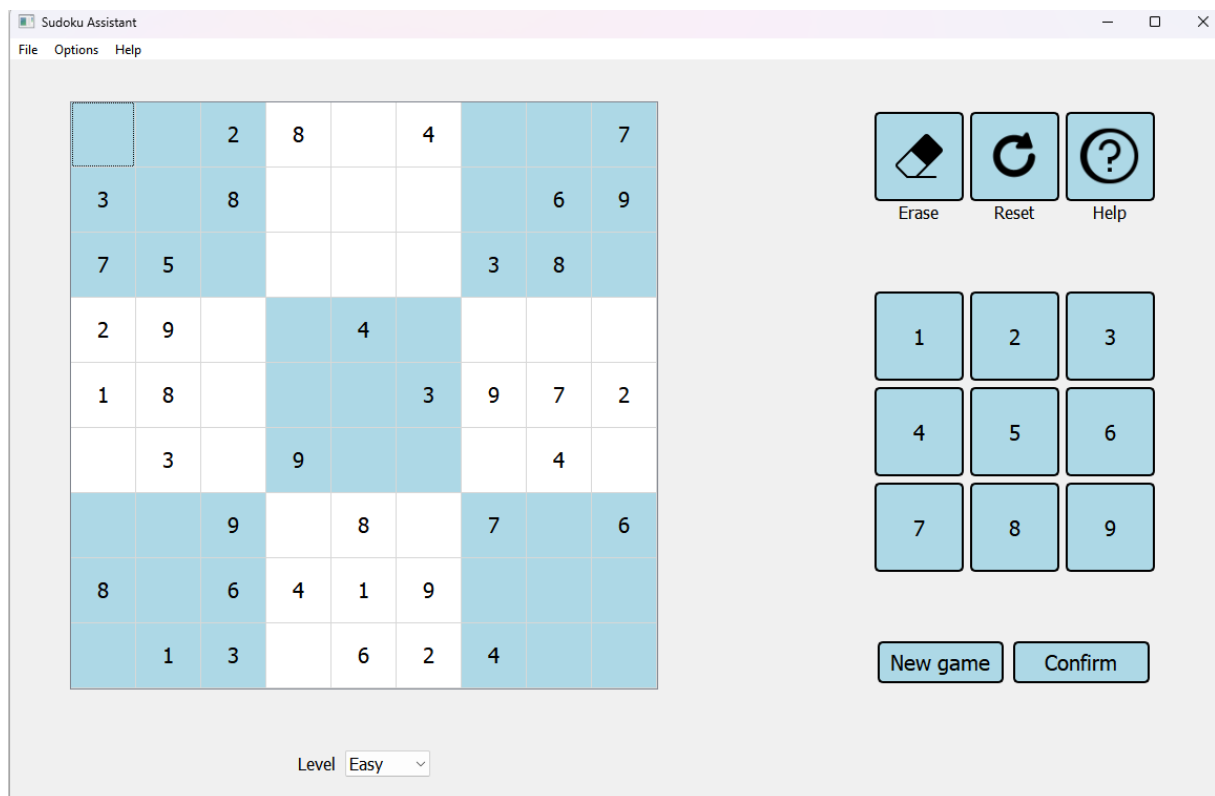 Sudoku Assistant
File Options Help
2 8 4 7
3 8 6 9
7 5 3 8
2 9 4
1 8 3 9 7 2
3 9 4
9 8 7 6
8 6 4 1 9
1 3 6 2 4
Erase Reset Help
1 2 3
4 5 6
7 8 9
New game Confirm
Level Easy